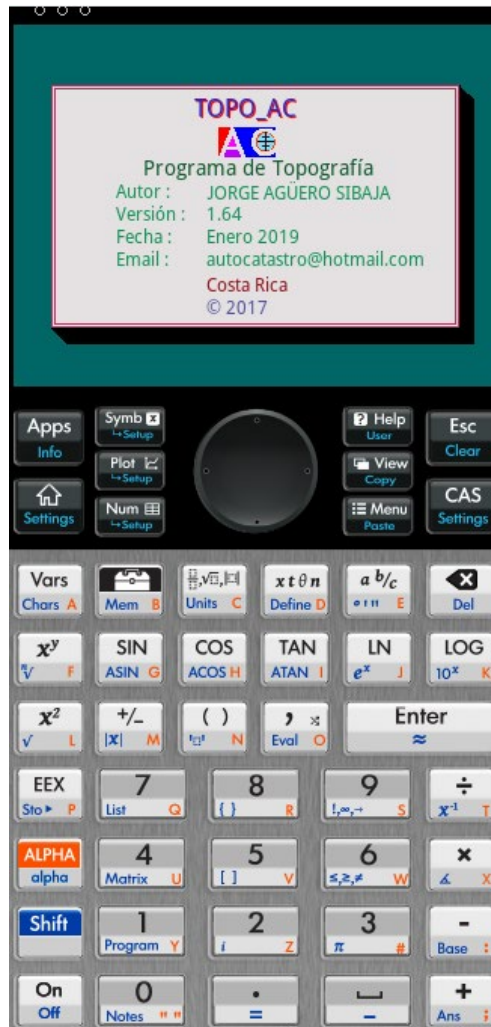 TOPO_AC
AC
Programa de Topografía
Autor : JORGE AGÜERO SIBAJA
Versión : 1.64
Fecha : Enero 2019
Email : autocatastro@hotmail.com
Costa Rica
© 2017
Apps Symb Help Esc
Info Setup User Clear
Plot View
Setup Copy
Num Menu CAS
Settings Setup Paste Settings
Vars x t θ n a b/c
Chars A Mem B Units C Define D E Del
xʸ SIN COS TAN LN LOG
ⁿ√ F ASIN G ACOS H ATAN I eˣ J 10ˣ K
x² +/- ( ) , Enter
√ L |x| M N Eval O ≈
EEX 7 8 9 ÷
Sto ▸ P List Q { } R !,∞,→ S x⁻¹ T
ALPHA 4 5 6 ×
alpha Matrix U [ ] V ≤,≥,≠ W ∡ X
Shift 1 2 3 -
Program Y i Z π # Base :
On 0 . +
Off Notes " " = _ Ans ;